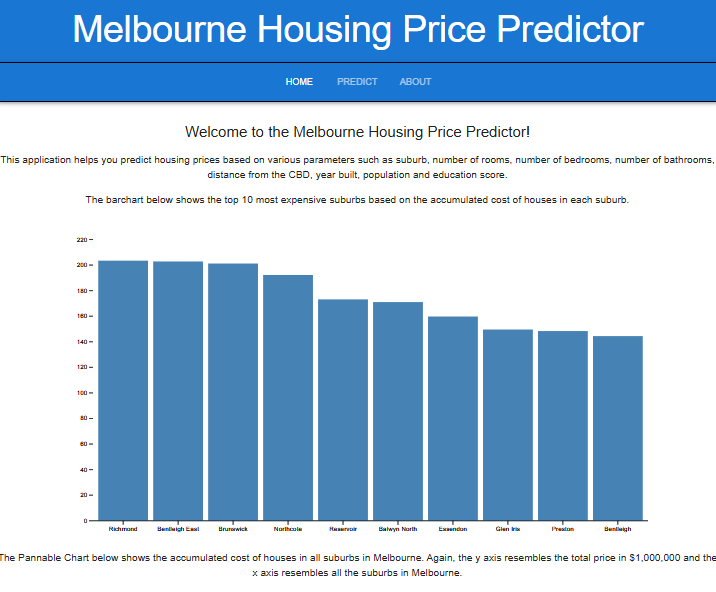 Melbourne Housing Price Predictor
HOME PREDICT ABOUT
Welcome to the Melbourne Housing Price Predictor!
This application helps you predict housing prices based on various parameters such as suburb, number of rooms, number of bedrooms, number of bathrooms,
distance from the CBD, year built, population and education score.
The barchart below shows the top 10 most expensive suburbs based on the accumulated cost of houses in each suburb.
220
200
180
160
140
120
100
80
60
40
20
0
Richmond Bentleigh East Brunswick Northcote Reservoir Balwyn North Essendon Glen Iris Preston Bentleigh
The Pannable Chart below shows the accumulated cost of houses in all suburbs in Melbourne. Again, the y axis resembles the total price in $1,000,000 and the
x axis resembles all the suburbs in Melbourne.